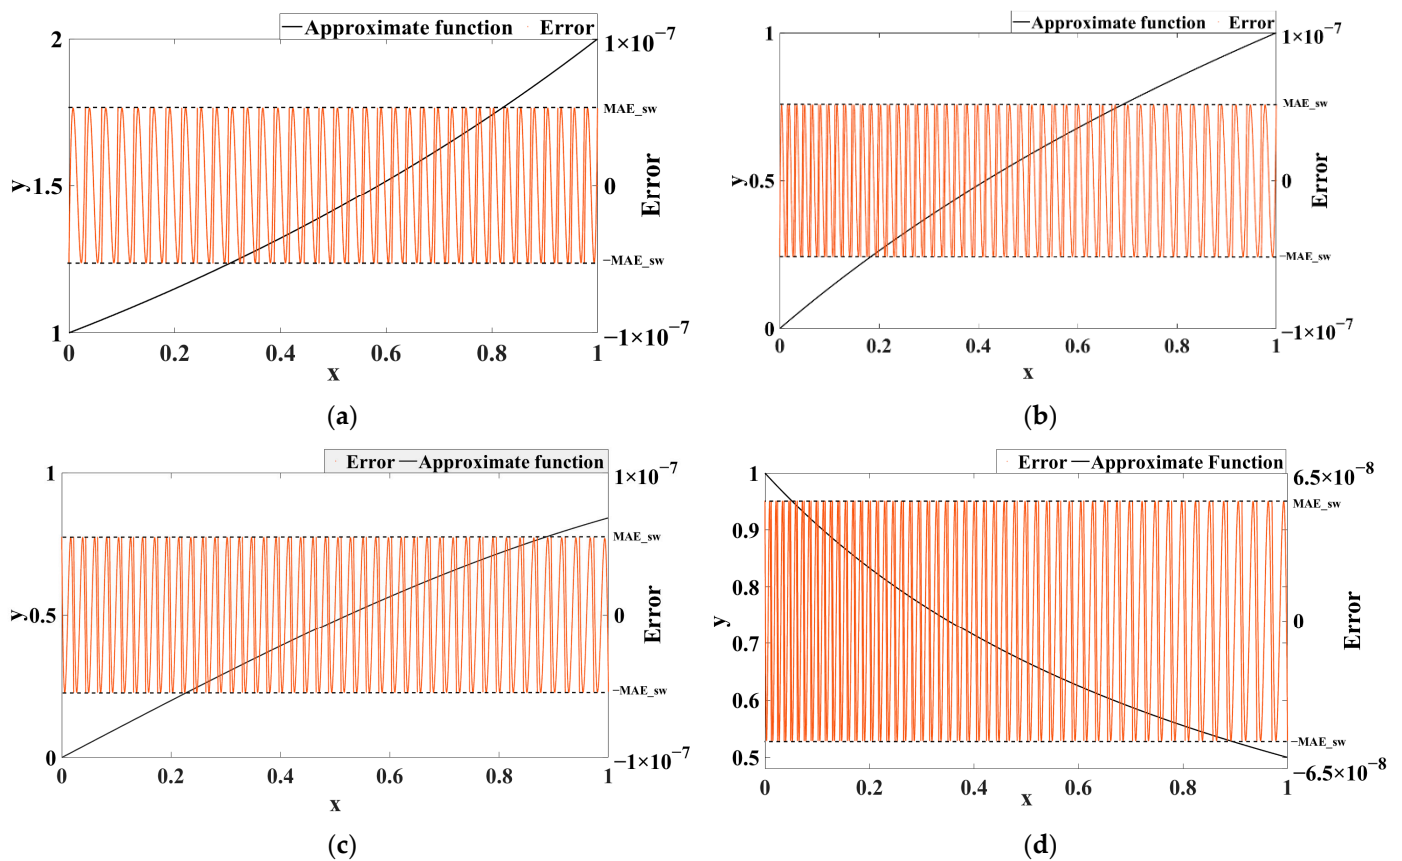 Approximate function Error
2
1.5
1
y
1×10⁻⁷
MAE_sw
0
−MAE_sw
−1×10⁻⁷
Error
0 0.2 0.4 0.6 0.8 1
x
(a)
Approximate function Error
1
0.5
0
y
1×10⁻⁷
MAE_sw
0
−MAE_sw
−1×10⁻⁷
Error
0 0.2 0.4 0.6 0.8 1
x
(b)
Error Approximate function
1
0.5
0
y
1×10⁻⁷
MAE_sw
0
−MAE_sw
−1×10⁻⁷
Error
0 0.2 0.4 0.6 0.8 1
x
(c)
Error Approximate Function
1
0.9
0.8
0.7
0.6
0.5
y
6.5×10⁻⁸
MAE_sw
0
−MAE_sw
−6.5×10⁻⁸
Error
0 0.2 0.4 0.6 0.8 1
x
(d)